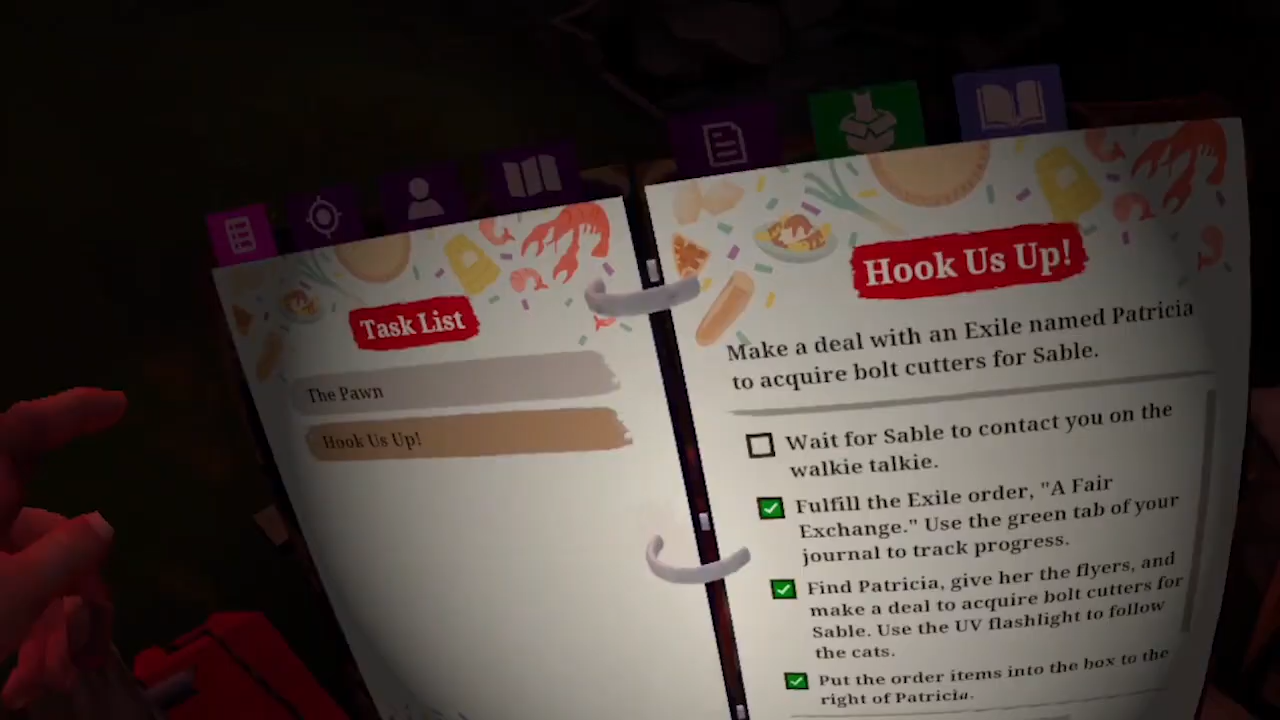 Task List
The Pawn
Hook Us Up!
Hook Us Up!
Make a deal with an Exile named Patricia
to acquire bolt cutters for Sable.
Wait for Sable to contact you on the
walkie talkie.
Fulfill the Exile order, "A Fair
Exchange." Use the green tab of your
journal to track progress.
Find Patricia, give her the flyers, and
make a deal to acquire bolt cutters for
Sable. Use the UV flashlight to follow
the cats.
Put the order items into the box to the
right of Patricia.